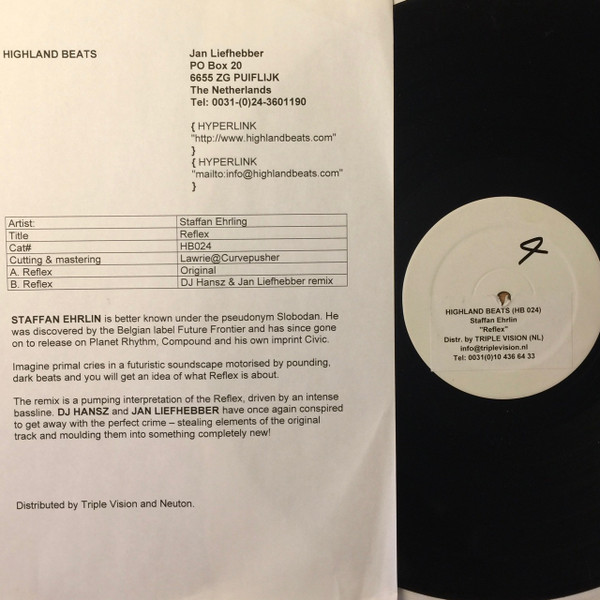 HIGHLAND BEATS
Jan Liefhebber
PO Box 20
6655 ZG PUIFLIJK
The Netherlands
Tel: 0031-(0)24-3601190
{ HYPERLINK
"http://www.highlandbeats.com"
}
{ HYPERLINK
"mailto:info@highlandbeats.com"
}
Artist: Staffan Ehrling
Title Reflex
Cat# HB024
Cutting & mastering Lawrie@Curvepusher
A. Reflex Original
B. Reflex DJ Hansz & Jan Liefhebber remix
STAFFAN EHRLIN is better known under the pseudonym Slobodan. He
was discovered by the Belgian label Future Frontier and has since gone
on to release on Planet Rhythm, Compound and his own imprint Civic.
Imagine primal cries in a futuristic soundscape motorised by pounding,
dark beats and you will get an idea of what Reflex is about.
The remix is a pumping interpretation of the Reflex, driven by an intense
bassline. DJ HANSZ and JAN LIEFHEBBER have once again conspired
to get away with the perfect crime – stealing elements of the original
track and moulding them into something completely new!
Distributed by Triple Vision and Neuton.
HIGHLAND BEATS (HB 024)
Staffan Ehrlin
"Reflex"
Distr. by TRIPLE VISION (NL)
info@triplevision.nl
Tel: 0031(0)10 436 64 33